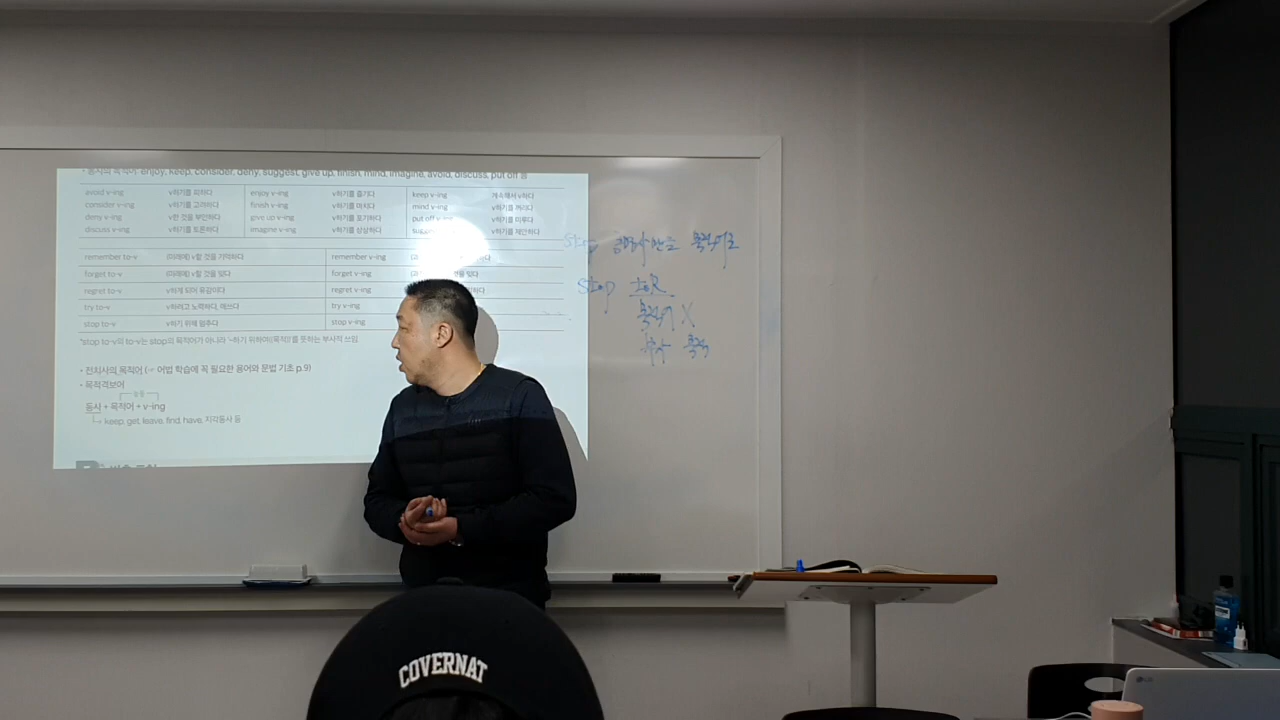 동사의 목적어 enjoy, keep, consider, deny, suggest, give up, finish, mind, imagine, avoid, discuss, put off 등
avoid v-ing v하기를 피하다 enjoy v-ing v하기를 즐기다 keep v-ing 계속해서 v하다
consider v-ing v하기를 고려하다 finish v-ing v하기를 마치다 mind v-ing v하기를 꺼리다
deny v-ing v한 것을 부인하다 give up v-ing v하기를 포기하다 put off v-ing v하기를 미루다
discuss v-ing v하기를 토론하다 imagine v-ing v하기를 상상하다 v하기를 제안하다
remember to-v (미래에) v할 것을 기억하다 remember v-ing
forget to-v (미래에) v할 것을 잊다 forget v-ing 잊다
regret to-v v하게 되어 유감이다 regret v-ing
try to-v v하려고 노력하다, 애쓰다 try v-ing
stop to-v v하기 위해 멈추다 stop v-ing
*stop to-v의 to-v는 stop의 목적어가 아니라 '~하기 위하여(목적)'를 뜻하는 부사적 쓰임.
• 전치사의 목적어 (☞ 어법 학습에 꼭 필요한 용어와 문법 기초 p.9)
• 목적격보어
능동
동사 + 목적어 + v-ing
keep, get, leave, find, have, 지각동사 등
stop 동명사만을 목적어로
stop to R
목적어 X
부사 목적
COVERNAT
LG